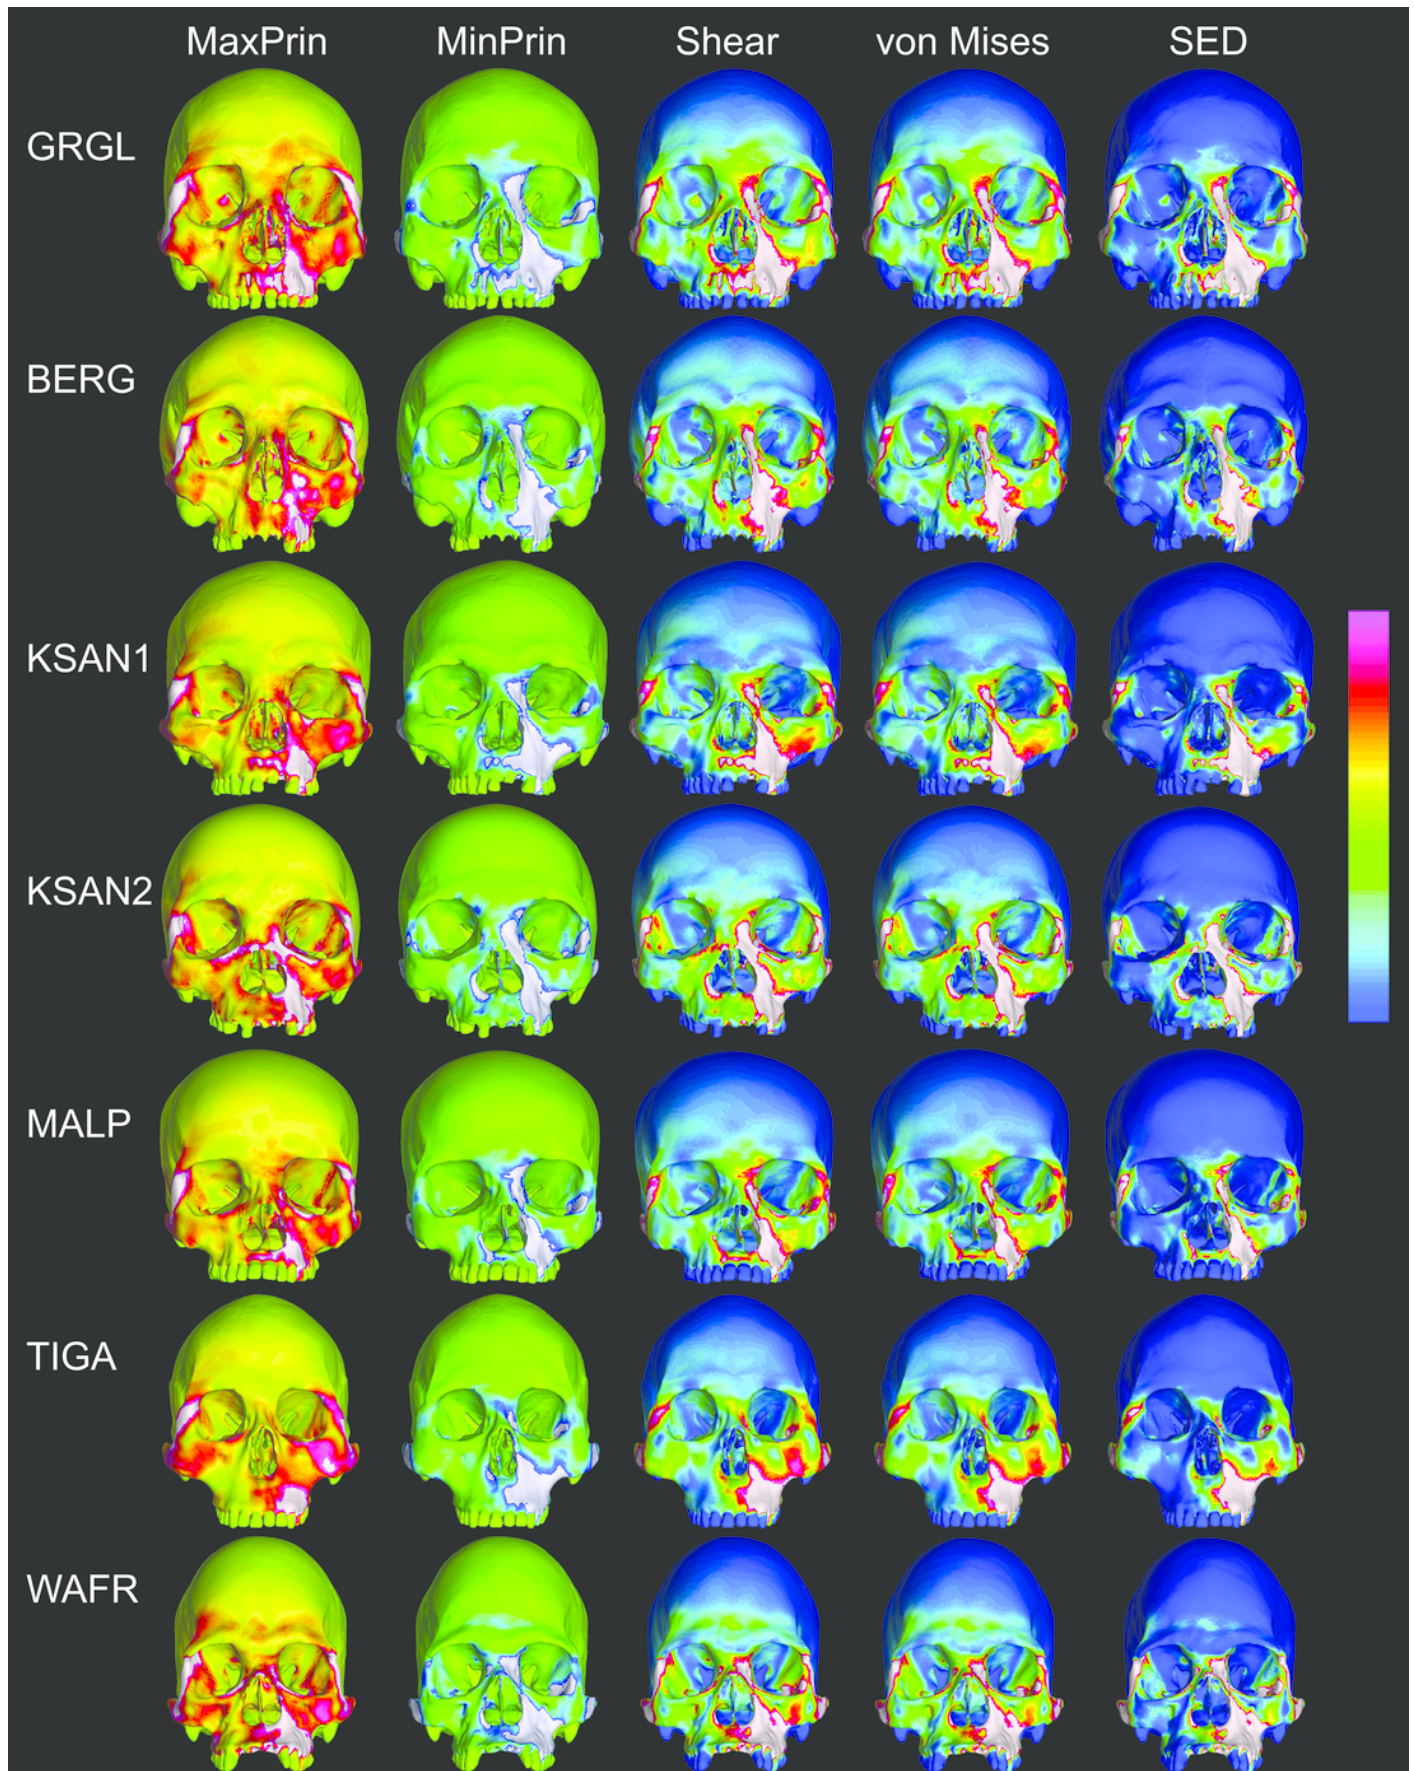 MaxPrin MinPrin Shear von Mises SED
GRGL
BERG
KSAN1
KSAN2
MALP
TIGA
WAFR